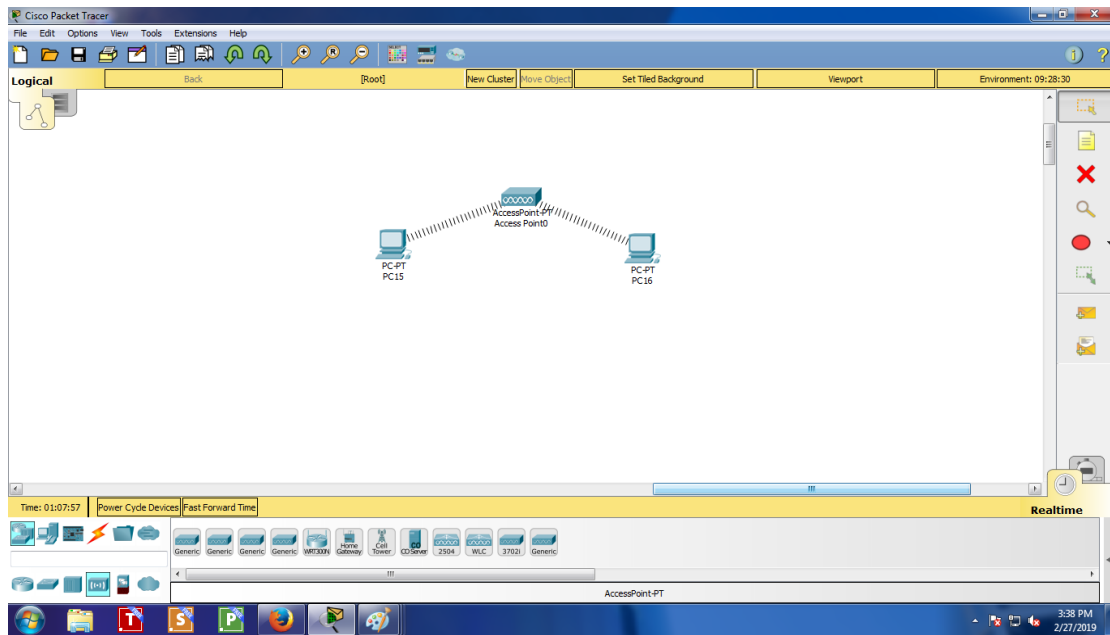 Cisco Packet Tracer
File Edit Options View Tools Extensions Help
Logical Back [Root] New Cluster Move Object Set Tiled Background Viewport Environment: 09:28:30
AccessPoint-PT
Access Point0
PC-PT
PC15
PC-PT
PC16
Time: 01:07:57 Power Cycle Devices Fast Forward Time Realtime
Generic Generic Generic Generic WRT300N Home Gateway Cell Tower CO Server 2504 WLC 3702i Generic
AccessPoint-PT
3:38 PM
2/27/2019